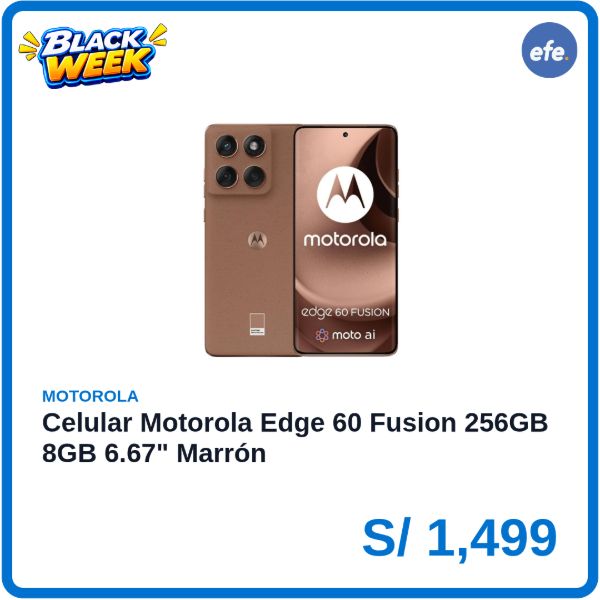 BLACK
WEEK
efe.
motorola
edge 60 FUSION
moto ai
MOTOROLA
Celular Motorola Edge 60 Fusion 256GB
8GB 6.67" Marrón
S/ 1,499